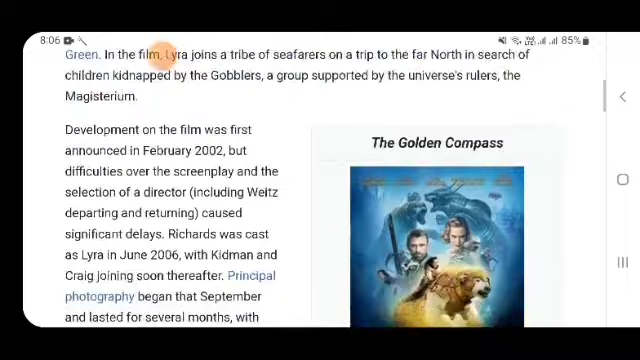 8:06
85%
Green. In the film, Lyra joins a tribe of seafarers on a trip to the far North in search of
children kidnapped by the Gobblers, a group supported by the universe's rulers, the
Magisterium.
Development on the film was first
announced in February 2002, but
difficulties over the screenplay and the
selection of a director (including Weitz
departing and returning) caused
significant delays. Richards was cast
as Lyra in June 2006, with Kidman and
Craig joining soon thereafter. Principal
photography began that September
and lasted for several months, with
The Golden Compass